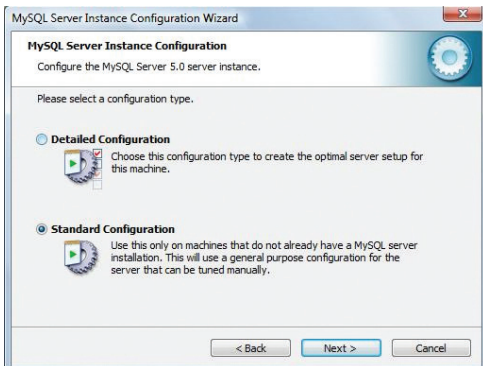 MySQL Server Instance Configuration Wizard
MySQL Server Instance Configuration
Configure the MySQL Server 5.0 server instance.
Please select a configuration type.
Detailed Configuration
Choose this configuration type to create the optimal server setup for
this machine.
Standard Configuration
Use this only on machines that do not already have a MySQL server
installation. This will use a general purpose configuration for the
server that can be tuned manually.
< Back Next > Cancel